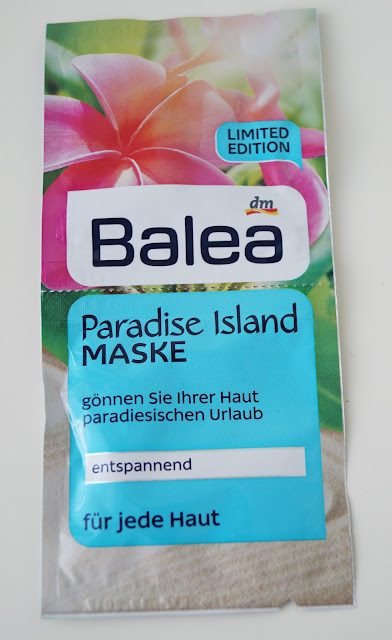 LIMITED
EDITION
dm
Balea
Paradise Island
MASKE
gönnen Sie Ihrer Haut
paradiesischen Urlaub
entspannend
für jede Haut